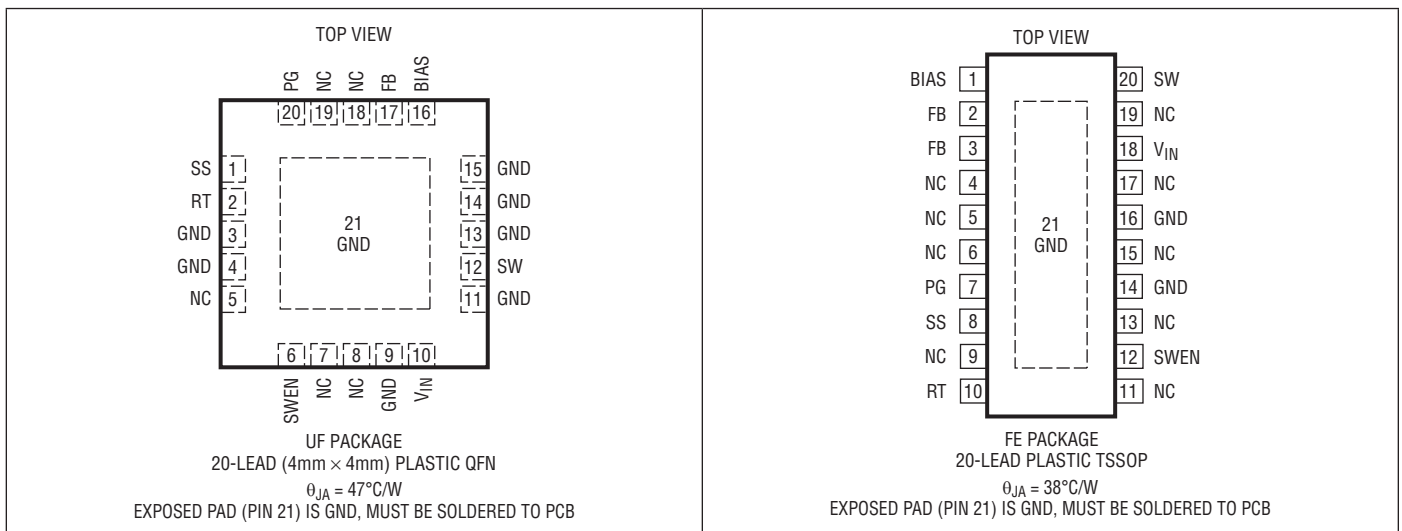 TOP VIEW
PG NC NC FB BIAS
20 19 18 17 16
SS 1 15 GND
RT 2 14 GND
GND 3 13 GND
GND 4 12 SW
NC 5 11 GND
21
GND
6 7 8 9 10
SWEN NC NC GND VIN
UF PACKAGE
20-LEAD (4mm × 4mm) PLASTIC QFN
θJA = 47°C/W
EXPOSED PAD (PIN 21) IS GND, MUST BE SOLDERED TO PCB
TOP VIEW
BIAS 1 20 SW
FB 2 19 NC
FB 3 18 VIN
NC 4 17 NC
NC 5 16 GND
21
GND
NC 6 15 NC
PG 7 14 GND
SS 8 13 NC
NC 9 12 SWEN
RT 10 11 NC
FE PACKAGE
20-LEAD PLASTIC TSSOP
θJA = 38°C/W
EXPOSED PAD (PIN 21) IS GND, MUST BE SOLDERED TO PCB